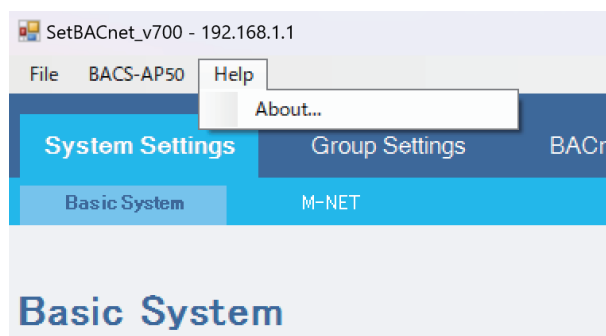 SetBACnet_v700 - 192.168.1.1
File BACS-AP50 Help
About...
System Settings Group Settings BACn
Basic System M-NET
Basic System